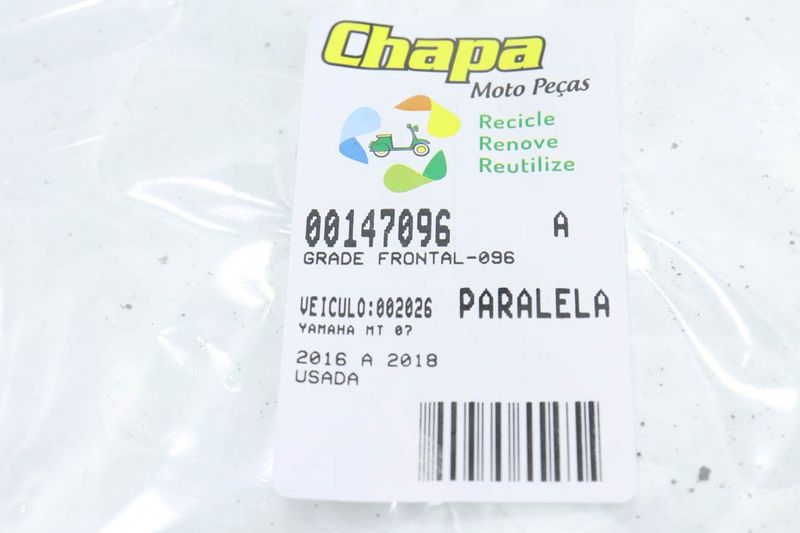 Chapa
Moto Peças
Recicle
Renove
Reutilize
00147096 A
GRADE FRONTAL-096
VEICULO:002026 PARALELA
YAMAHA MT 07
2016 A 2018
USADA